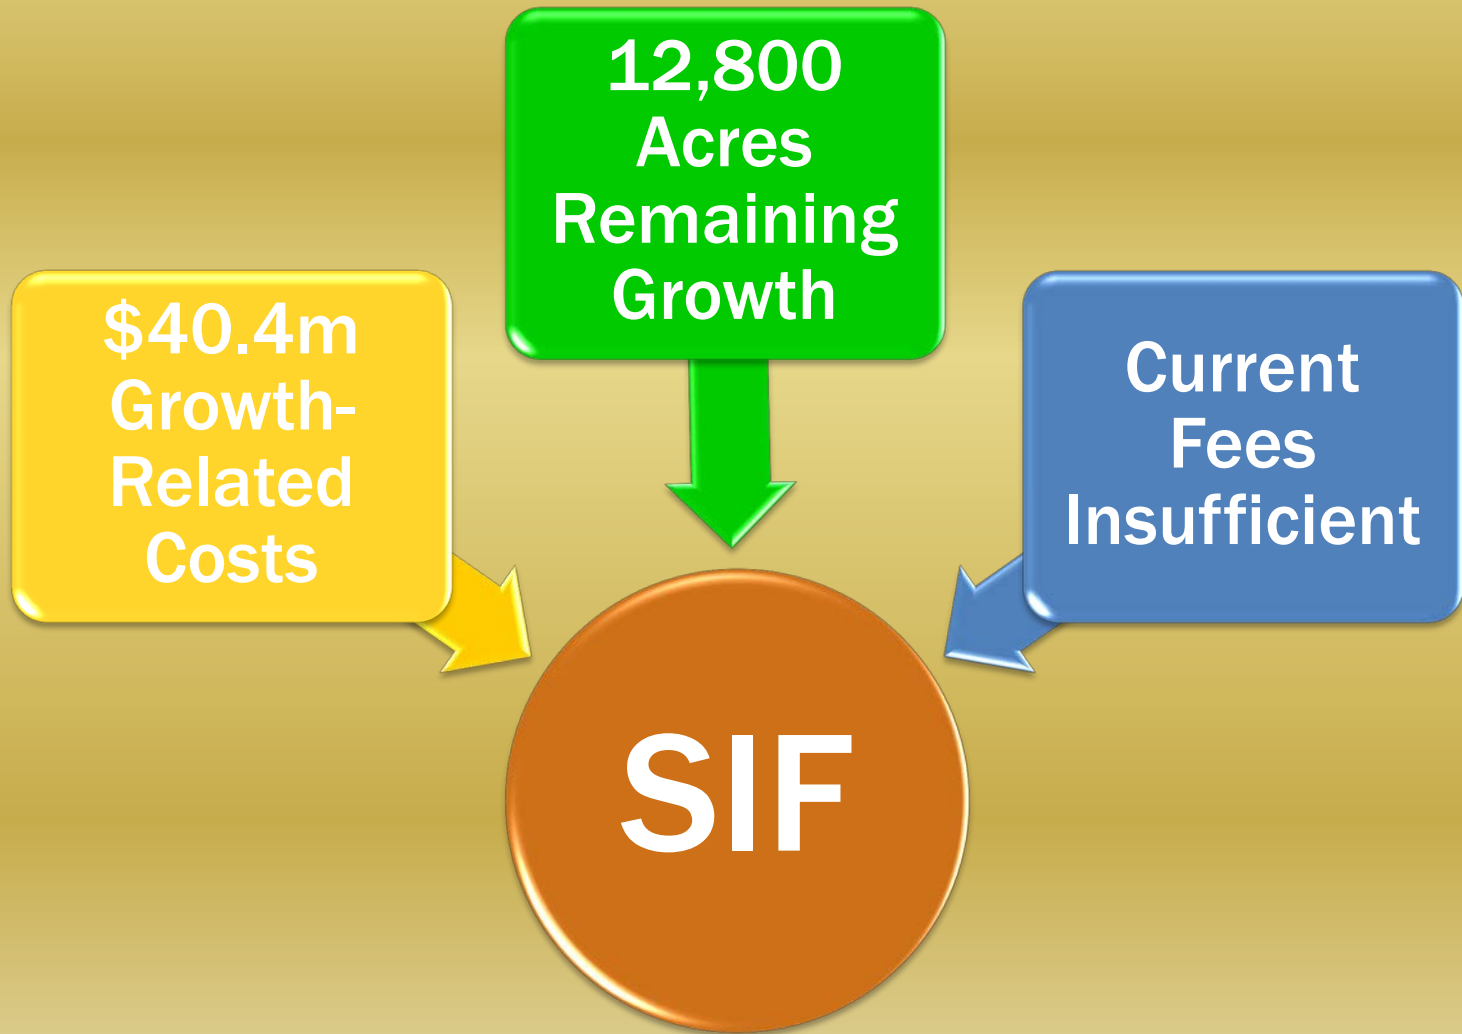 $40.4m
Growth-
Related
Costs
12,800
Acres
Remaining
Growth
Current
Fees
Insufficient
SIF